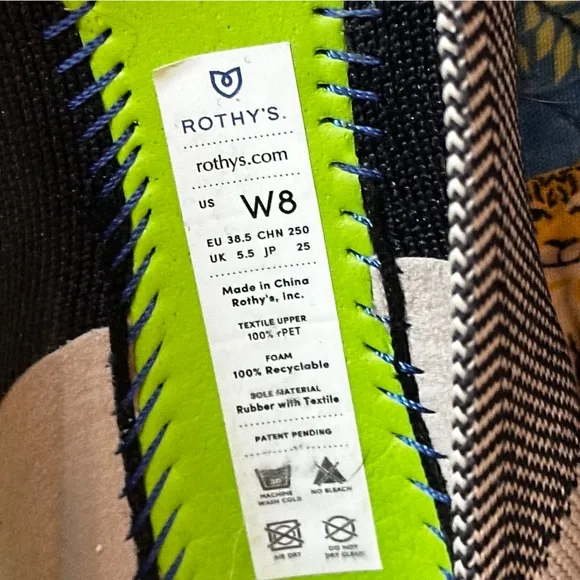 ROTHY'S.
rothys.com
US W8
EU 38.5 CHN 250
UK 5.5 JP 25
Made in China
Rothy's, Inc.
TEXTILE UPPER
100% rPET
FOAM
100% Recyclable
SOLE MATERIAL
Rubber with Textile
PATENT PENDING
30
MACHINE
WASH COLD
NO BLEACH
AIR DRY
DO NOT
DRY CLEAN